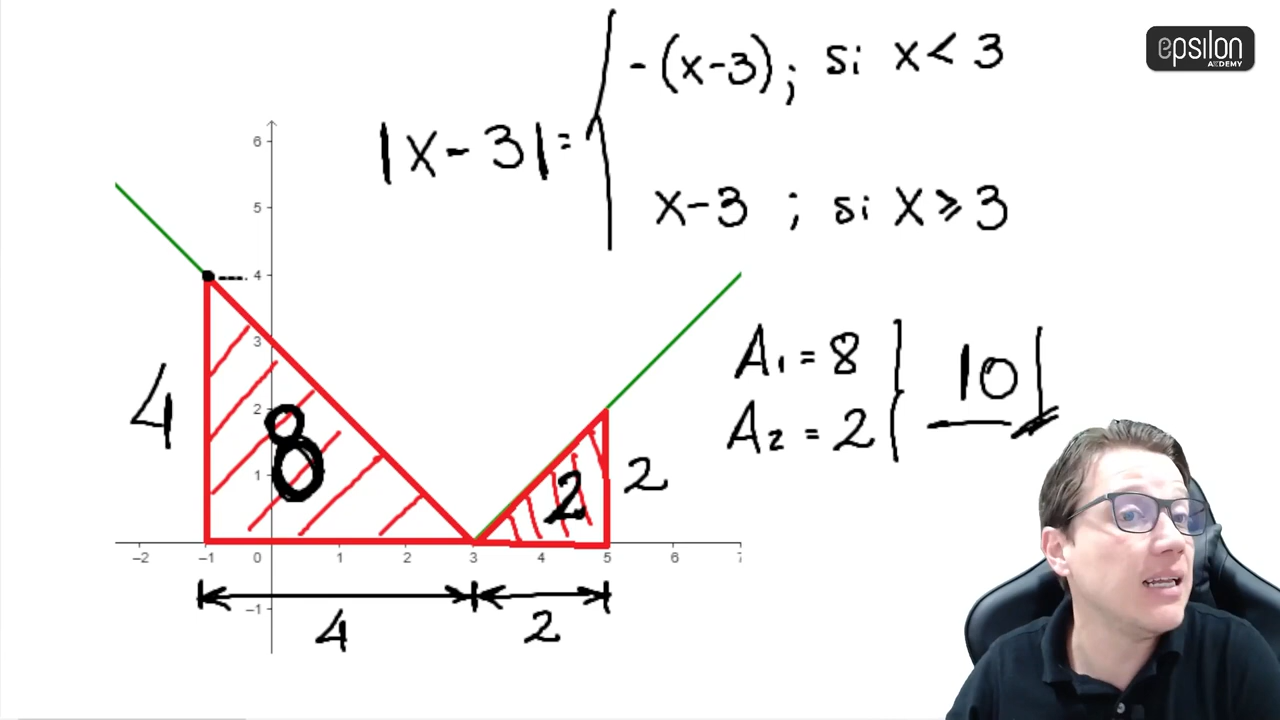 epsilon
AXXDEMY
|x-3|=
-(x-3); si x<3
x-3 ; si x⩾3
6
5
4
3
2
1
-2 -1 0 1 2 3 4 5 6 7
-1
4
8
2
2
4
2
A₁ = 8
A₂ = 2
10